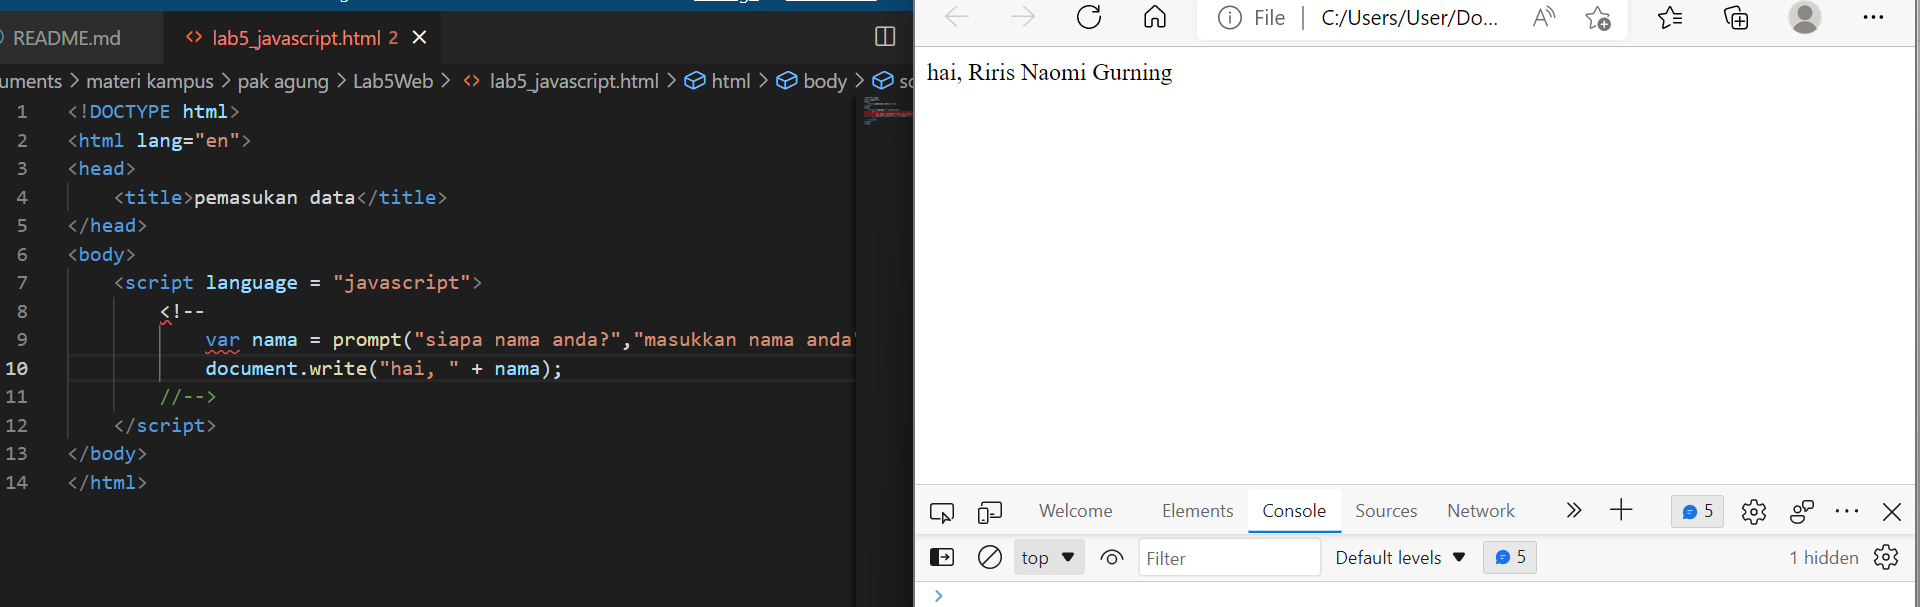 README.md
lab5_javascript.html 2
uments > materi kampus > pak agung > Lab5Web > lab5_javascript.html > html > body > sc
1 <!DOCTYPE html>
2 <html lang="en">
3 <head>
4 <title>pemasukan data</title>
5 </head>
6 <body>
7 <script language = "javascript">
8 <!--
9 var nama = prompt("siapa nama anda?","masukkan nama anda"
10 document.write("hai, " + nama);
11 //-->
12 </script>
13 </body>
14 </html>
File | C:/Users/User/Do...
hai, Riris Naomi Gurning
Welcome Elements Console Sources Network 5
top Filter Default levels 5 1 hidden